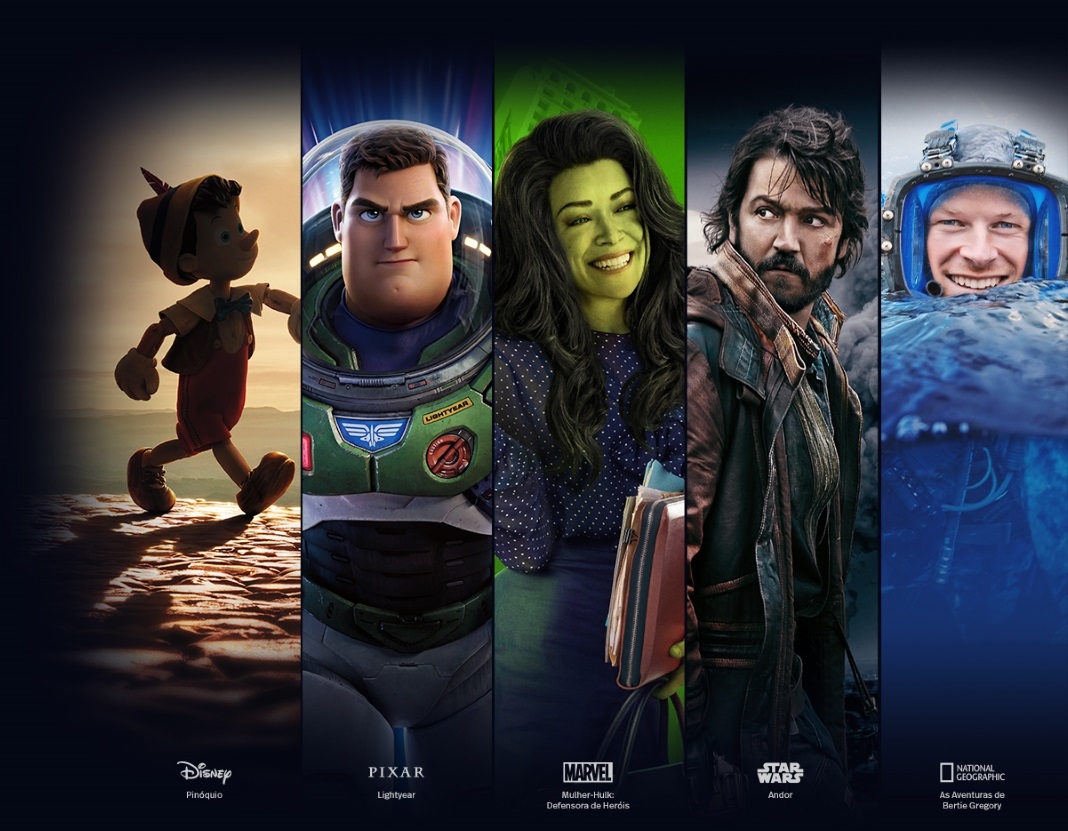 LIGHTYEAR
Disney
Pinóquio
PIXAR
Lightyear
MARVEL
Mulher-Hulk:
Defensora de Heróis
STAR
WARS
Andor
NATIONAL
GEOGRAPHIC
As Aventuras de
Bertie Gregory